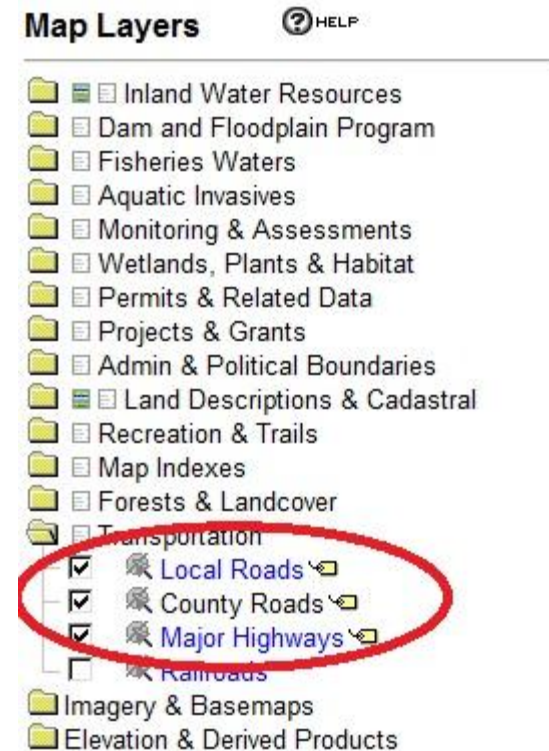 Map Layers HELP
Inland Water Resources
Dam and Floodplain Program
Fisheries Waters
Aquatic Invasives
Monitoring & Assessments
Wetlands, Plants & Habitat
Permits & Related Data
Projects & Grants
Admin & Political Boundaries
Land Descriptions & Cadastral
Recreation & Trails
Map Indexes
Forests & Landcover
Transportation
Local Roads
County Roads
Major Highways
Railroads
Imagery & Basemaps
Elevation & Derived Products